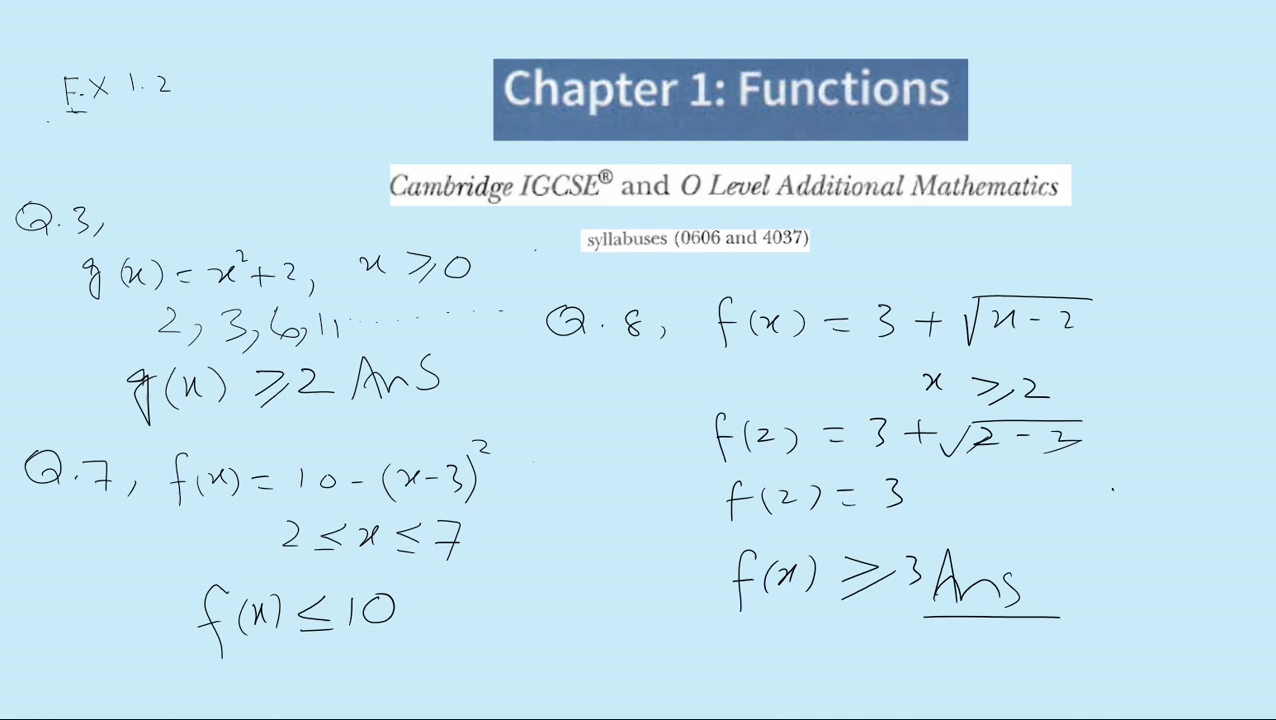 Ex 1.2
Chapter 1: Functions
Cambridge IGCSE® and O Level Additional Mathematics
syllabuses (0606 and 4037)
Q.3,
g(x) = x²+2, x ⩾ 0
2, 3, 6, 11 ..........
g(x) ⩾ 2 Ans
Q.7, f(x) = 10 - (x-3)²
2 ≤ x ≤ 7
f(x) ≤ 10
Q.8, f(x) = 3 + √x-2
x ⩾ 2
f(2) = 3 + √2-2
f(2) = 3
f(x) ⩾ 3 Ans